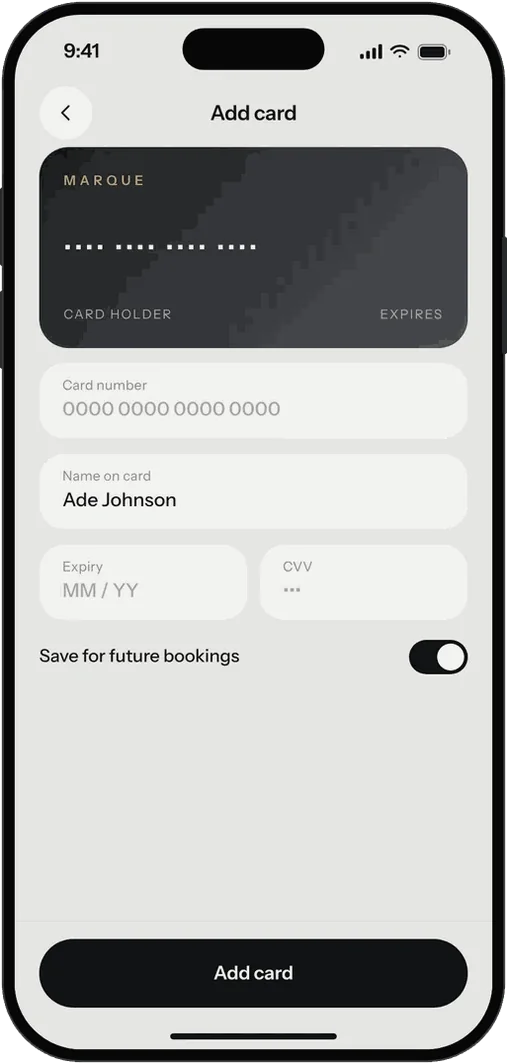 9:41
Add card
MARQUE
•••• •••• •••• ••••
CARD HOLDER EXPIRES
Card number
0000 0000 0000 0000
Name on card
Ade Johnson
Expiry CVV
MM / YY •••
Save for future bookings
Add card